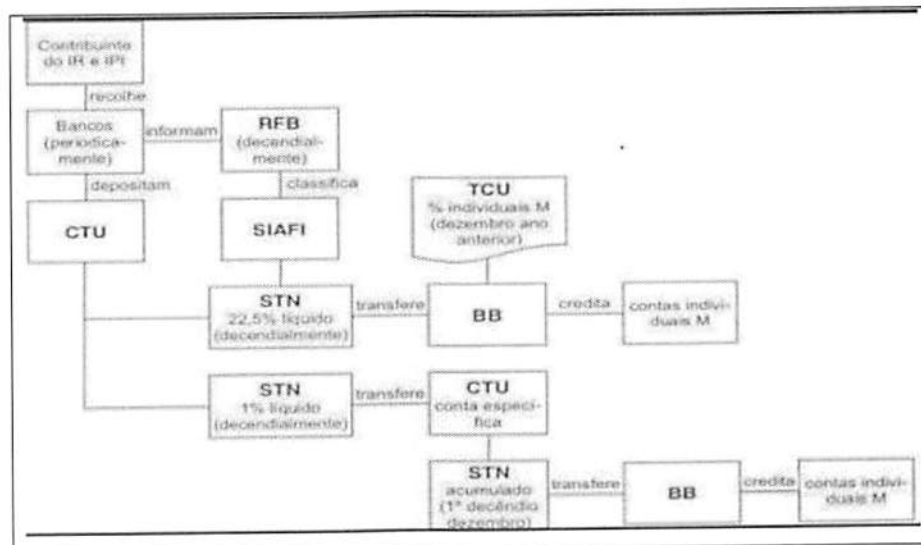 Contribuinte
do IR e IPI
recolhe
Bancos
(periodica-
mente)
informam
RFB
(decendial-
mente)
depositam
classifica
CTU
SIAFI
TCU
% individuais M
(dezembro ano
anterior)
STN
22,5% líquido
(decendialmente)
transfere
BB
credita
contas indivi-
duais M
STN
1% líquido
(decendialmente)
transfere
CTU
conta específi-
fica
STN
acumulado
(1º decêndio
dezembro)
transfere
BB
credita
contas indivi-
duais M